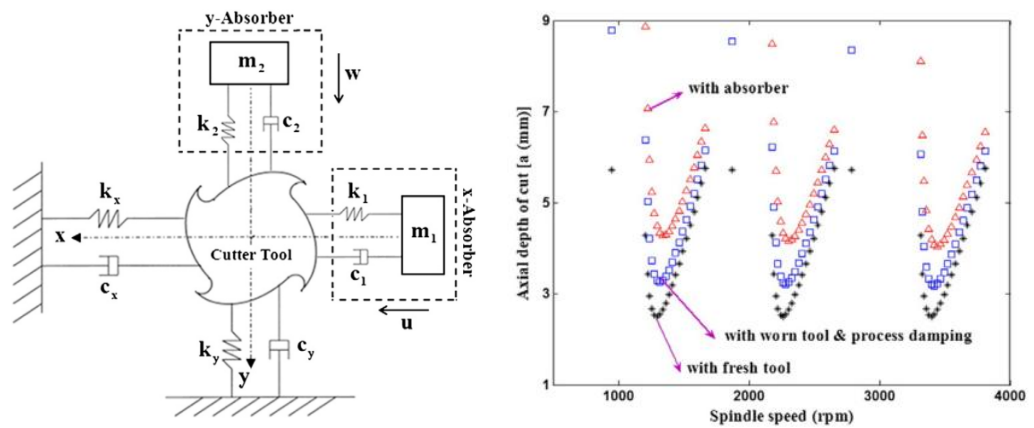 y-Absorber
m₂
w
k₂
c₂
x-Absorber
kₓ
k₁
m₁
x
Cutter Tool
cₓ
c₁
u
k_y
c_y
y
Axial depth of cut [a (mm)]
9
7
5
3
1
with absorber
with worn tool & process damping
with fresh tool
1000 2000 3000 4000
Spindle speed (rpm)